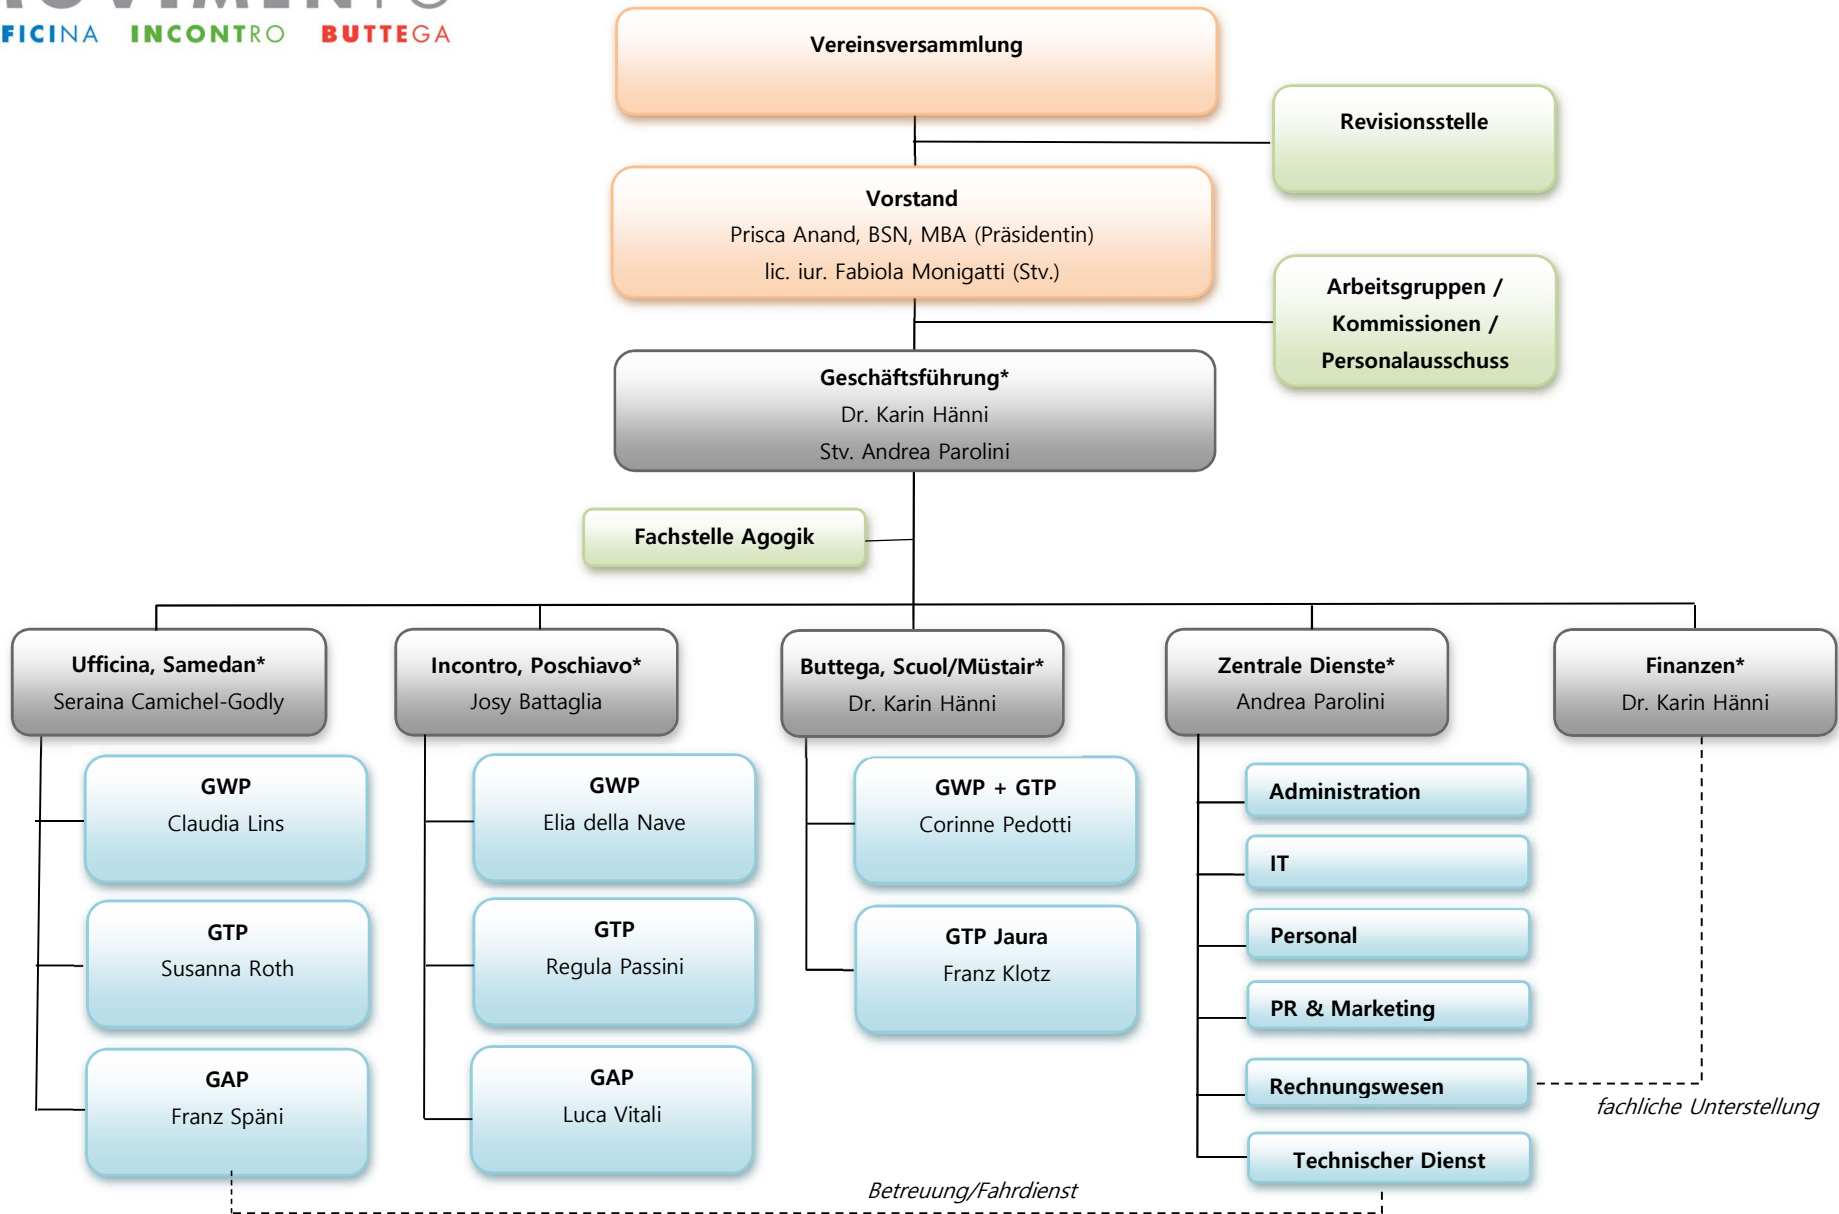 FICINA INCONTRO BUTTEGA
Vereinsversammlung
Revisionsstelle
Vorstand
Prisca Anand, BSN, MBA (Präsidentin)
lic. iur. Fabiola Monigatti (Stv.)
Arbeitsgruppen /
Kommissionen /
Personalausschuss
Geschäftsführung*
Dr. Karin Hänni
Stv. Andrea Parolini
Fachstelle Agogik
Ufficina, Samedan*
Seraina Camichel-Godly
Incontro, Poschiavo*
Josy Battaglia
Buttega, Scuol/Müstair*
Dr. Karin Hänni
Zentrale Dienste*
Andrea Parolini
Finanzen*
Dr. Karin Hänni
GWP
Claudia Lins
GTP
Susanna Roth
GAP
Franz Späni
GWP
Elia della Nave
GTP
Regula Passini
GAP
Luca Vitali
GWP + GTP
Corinne Pedotti
GTP Jaura
Franz Klotz
Administration
IT
Personal
PR & Marketing
Rechnungswesen
Technischer Dienst
fachliche Unterstellung
Betreuung/Fahrdienst